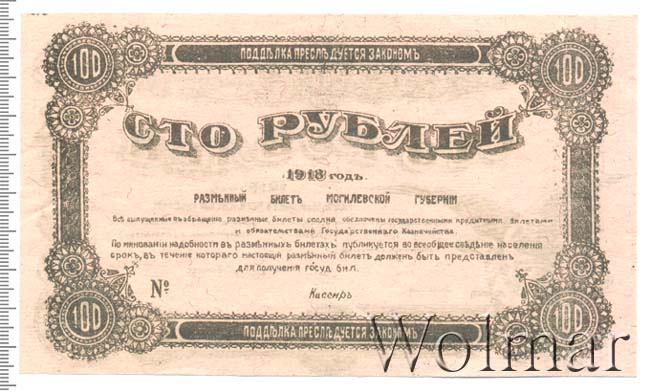 100 ПОДДѢЛКА ПРЕСЛѢДУЕТСЯ ЗАКОНОМЪ 100
СТО РУБЛЕЙ
1918 годъ.
РАЗМѢННЫЙ БИЛЕТЪ МОГИЛЕВСКОЙ ГУБЕРНІИ
Всѣ выпущенные въ обращеніе размѣнные билеты сполна обезпечены государственными кредитными билетами
и обязательствами Государственнаго Казначейства.
По минованіи надобности въ размѣнныхъ билетахъ публикуется во всеобщее свѣдѣніе населенія
срокъ, въ теченіе котораго настоящій размѣнный билетъ долженъ быть представленъ
для полученія госуд. бил.
№
Кассиръ
100 ПОДДѢЛКА ПРЕСЛѢДУЕТСЯ ЗАКОНОМЪ 100
Wolmar